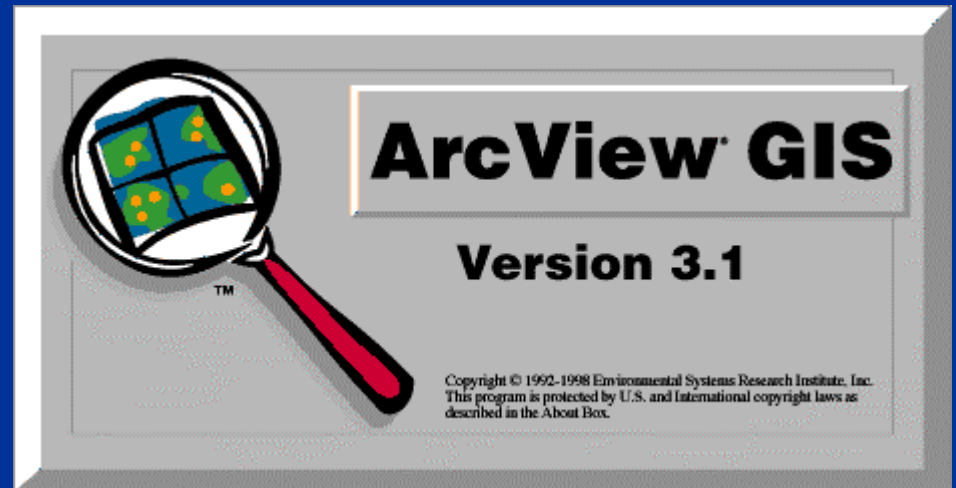 ArcView® GIS
Version 3.1
TM
Copyright © 1992-1998 Environmental Systems Research Institute, Inc.
This program is protected by U.S. and International copyright laws as
described in the About Box.